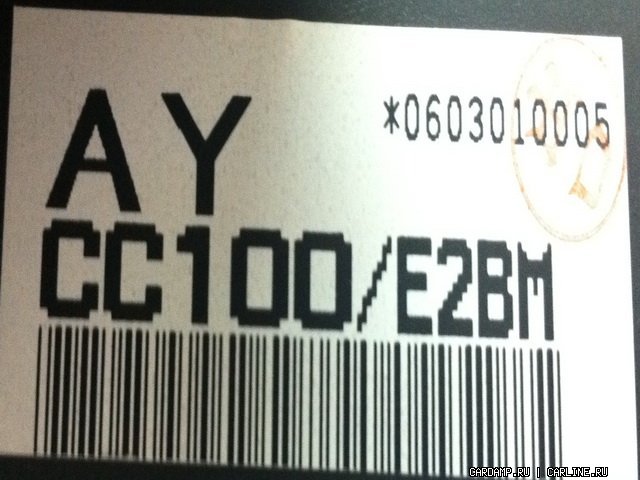 AY
*0603010005
CC100/E2BM
GARDAMP.RU | CARLINE.RU